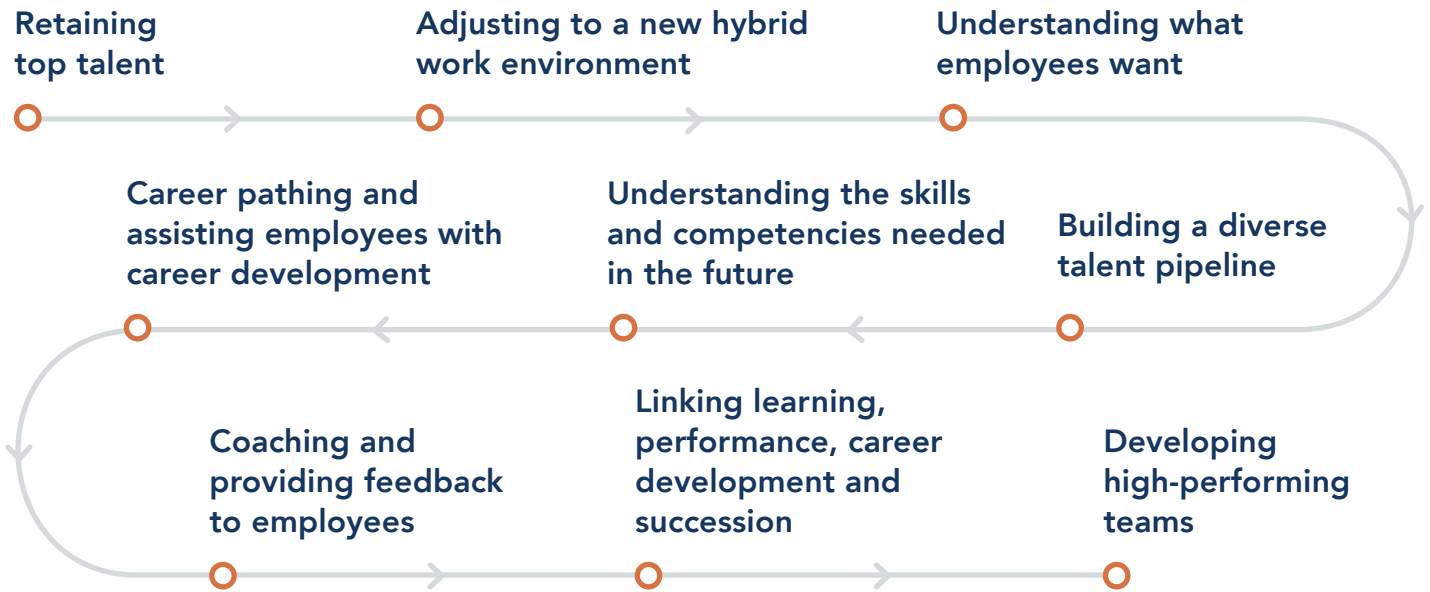 Retaining
top talent
Adjusting to a new hybrid
work environment
Understanding what
employees want
Building a diverse
talent pipeline
Understanding the skills
and competencies needed
in the future
Career pathing and
assisting employees with
career development
Coaching and
providing feedback
to employees
Linking learning,
performance, career
development and
succession
Developing
high-performing
teams